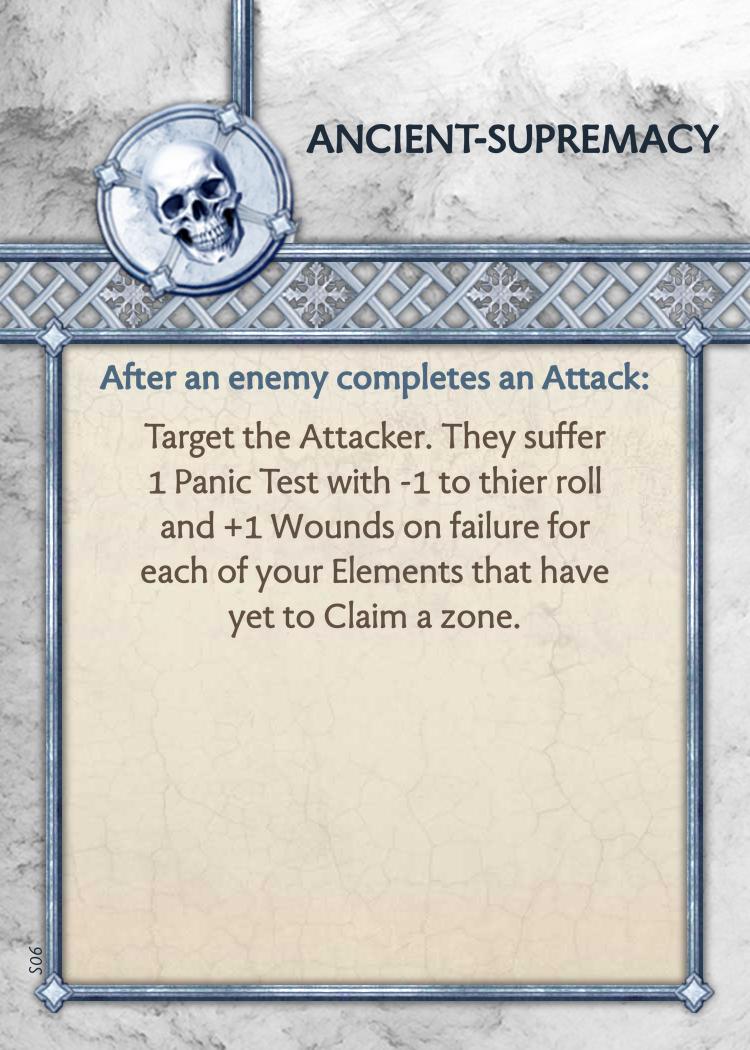 ANCIENT-SUPREMACY
After an enemy completes an Attack:
Target the Attacker. They suffer
1 Panic Test with -1 to thier roll
and +1 Wounds on failure for
each of your Elements that have
yet to Claim a zone.
S06